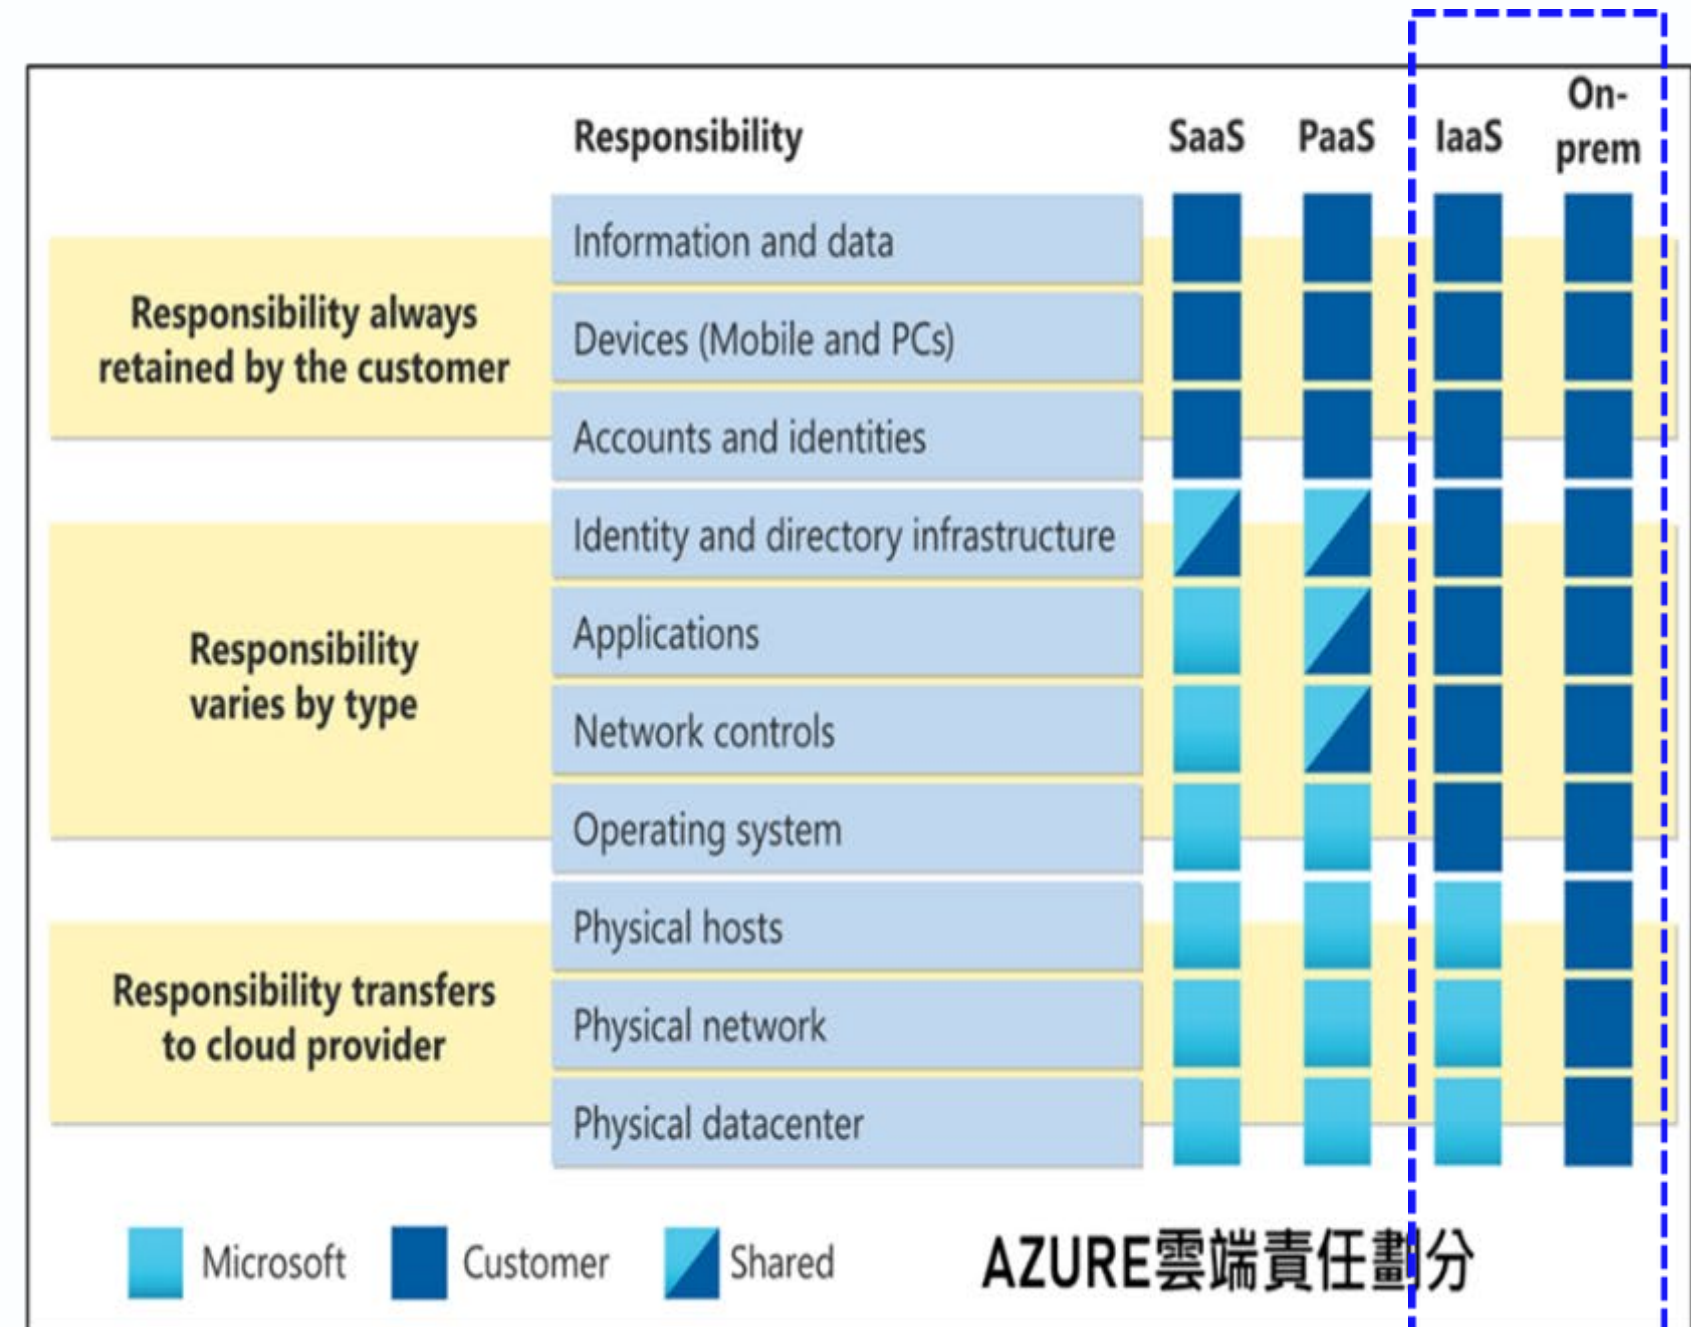 Responsibility
SaaS
PaaS
IaaS
On-
prem
Responsibility always
retained by the customer
Information and data
Devices (Mobile and PCs)
Accounts and identities
Responsibility
varies by type
Identity and directory infrastructure
Applications
Network controls
Operating system
Responsibility transfers
to cloud provider
Physical hosts
Physical network
Physical datacenter
Microsoft
Customer
Shared
AZURE雲端責任劃分